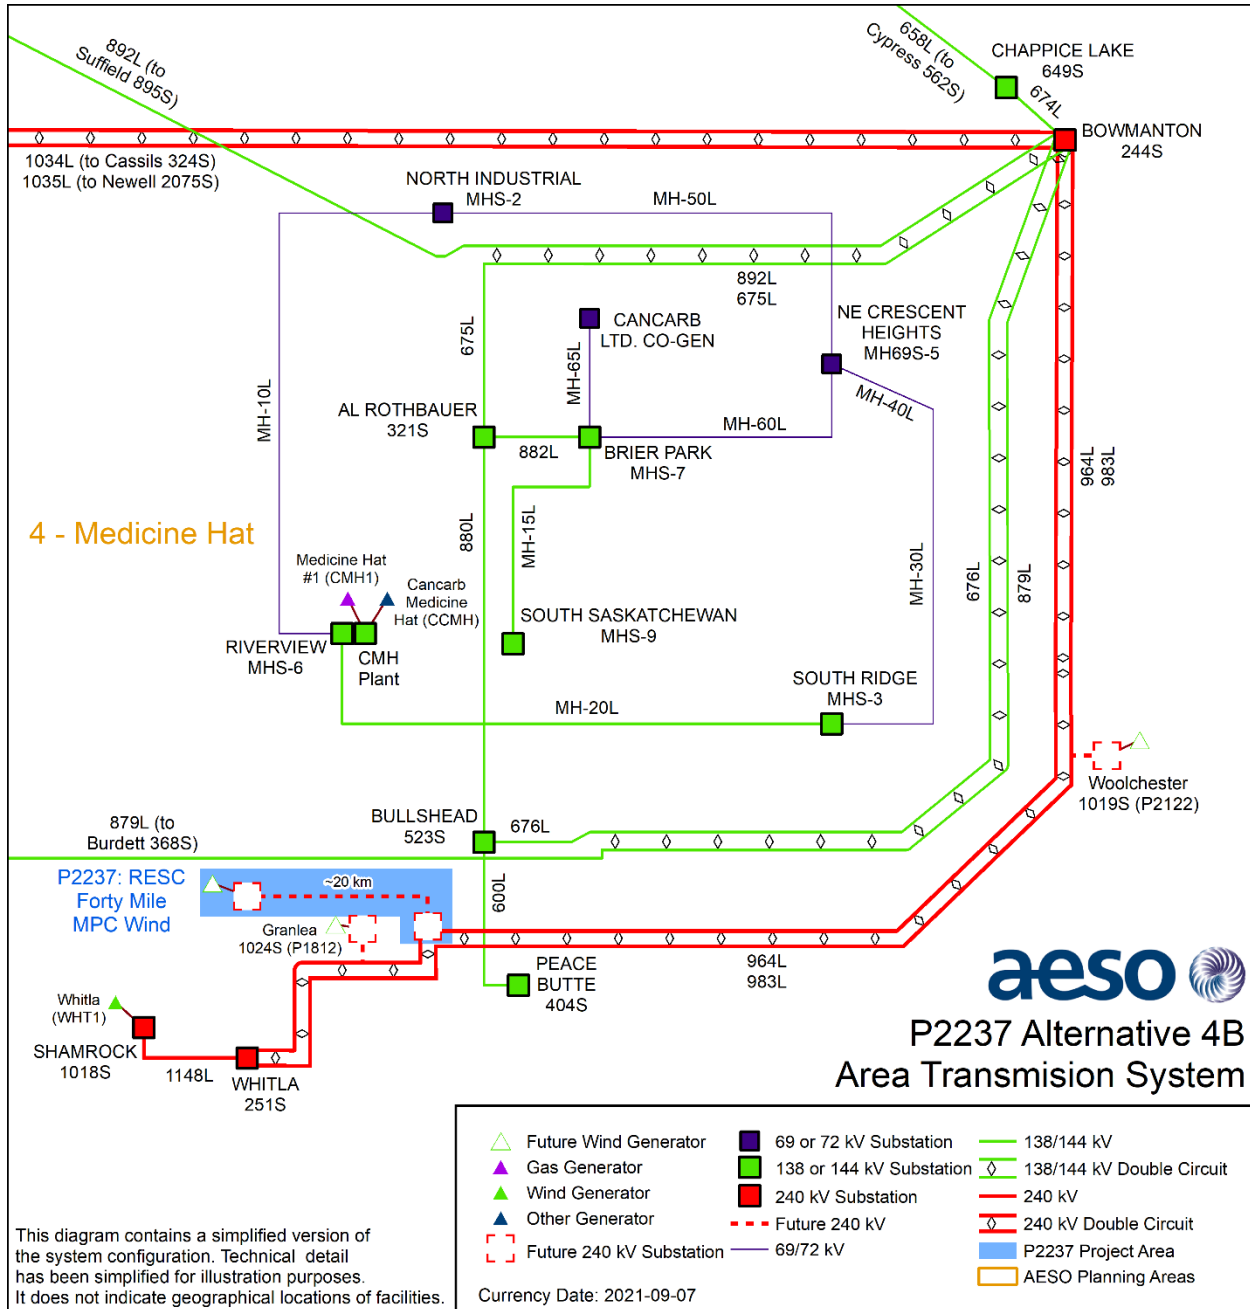 892L (to
Suffield 895S)
658L (to
Cypress 562S)
CHAPPICE LAKE
649S
674L
BOWMANTON
244S
1034L (to Cassils 324S)
1035L (to Newell 2075S)
NORTH INDUSTRIAL
MHS-2
MH-50L
892L
675L
NE CRESCENT
HEIGHTS
MH69S-5
CANCARB
LTD. CO-GEN
675L
MH-65L
MH-10L
MH-40L
AL ROTHBAUER
321S
882L
MH-60L
BRIER PARK
MHS-7
964L
983L
4 - Medicine Hat
880L
MH-15L
MH-30L
676L
879L
Medicine Hat
#1 (CMH1)
Cancarb
Medicine
Hat (CCMH)
RIVERVIEW
MHS-6
CMH
Plant
SOUTH SASKATCHEWAN
MHS-9
SOUTH RIDGE
MHS-3
MH-20L
Woolchester
1019S (P2122)
879L (to
Burdett 368S)
BULLSHEAD
523S
676L
P2237: RESC
Forty Mile
MPC Wind
~20 km
600L
Granlea
1024S (P1812)
964L
983L
PEACE
BUTTE
404S
Whitla
(WHT1)
SHAMROCK
1018S
1148L
WHITLA
251S
aeso
P2237 Alternative 4B
Area Transmision System
Future Wind Generator
Gas Generator
Wind Generator
Other Generator
Future 240 kV Substation
69 or 72 kV Substation
138 or 144 kV Substation
240 kV Substation
Future 240 kV
69/72 kV
138/144 kV
138/144 kV Double Circuit
240 kV
240 kV Double Circuit
P2237 Project Area
AESO Planning Areas
Currency Date: 2021-09-07
This diagram contains a simplified version of
the system configuration. Technical detail
has been simplified for illustration purposes.
It does not indicate geographical locations of facilities.